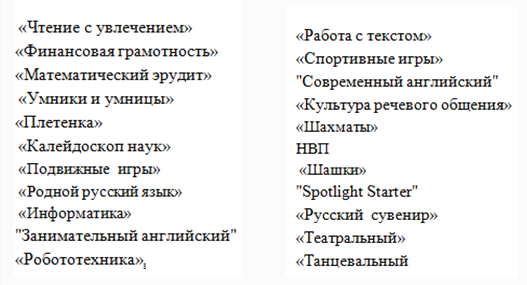 «Чтение с увлечением»
«Финансовая грамотность»
«Математический эрудит»
«Умники и умницы»
«Плетенка»
«Калейдоскоп наук»
«Подвижные игры»
«Родной русский язык»
«Информатика»
"Занимательный английский"
«Робототехника».
«Работа с текстом»
«Спортивные игры»
"Современный английский"
«Культура речевого общения»
«Шахматы»
НВП
«Шашки»
"Spotlight Starter"
«Русский сувенир»
«Театральный»
«Танцевальный